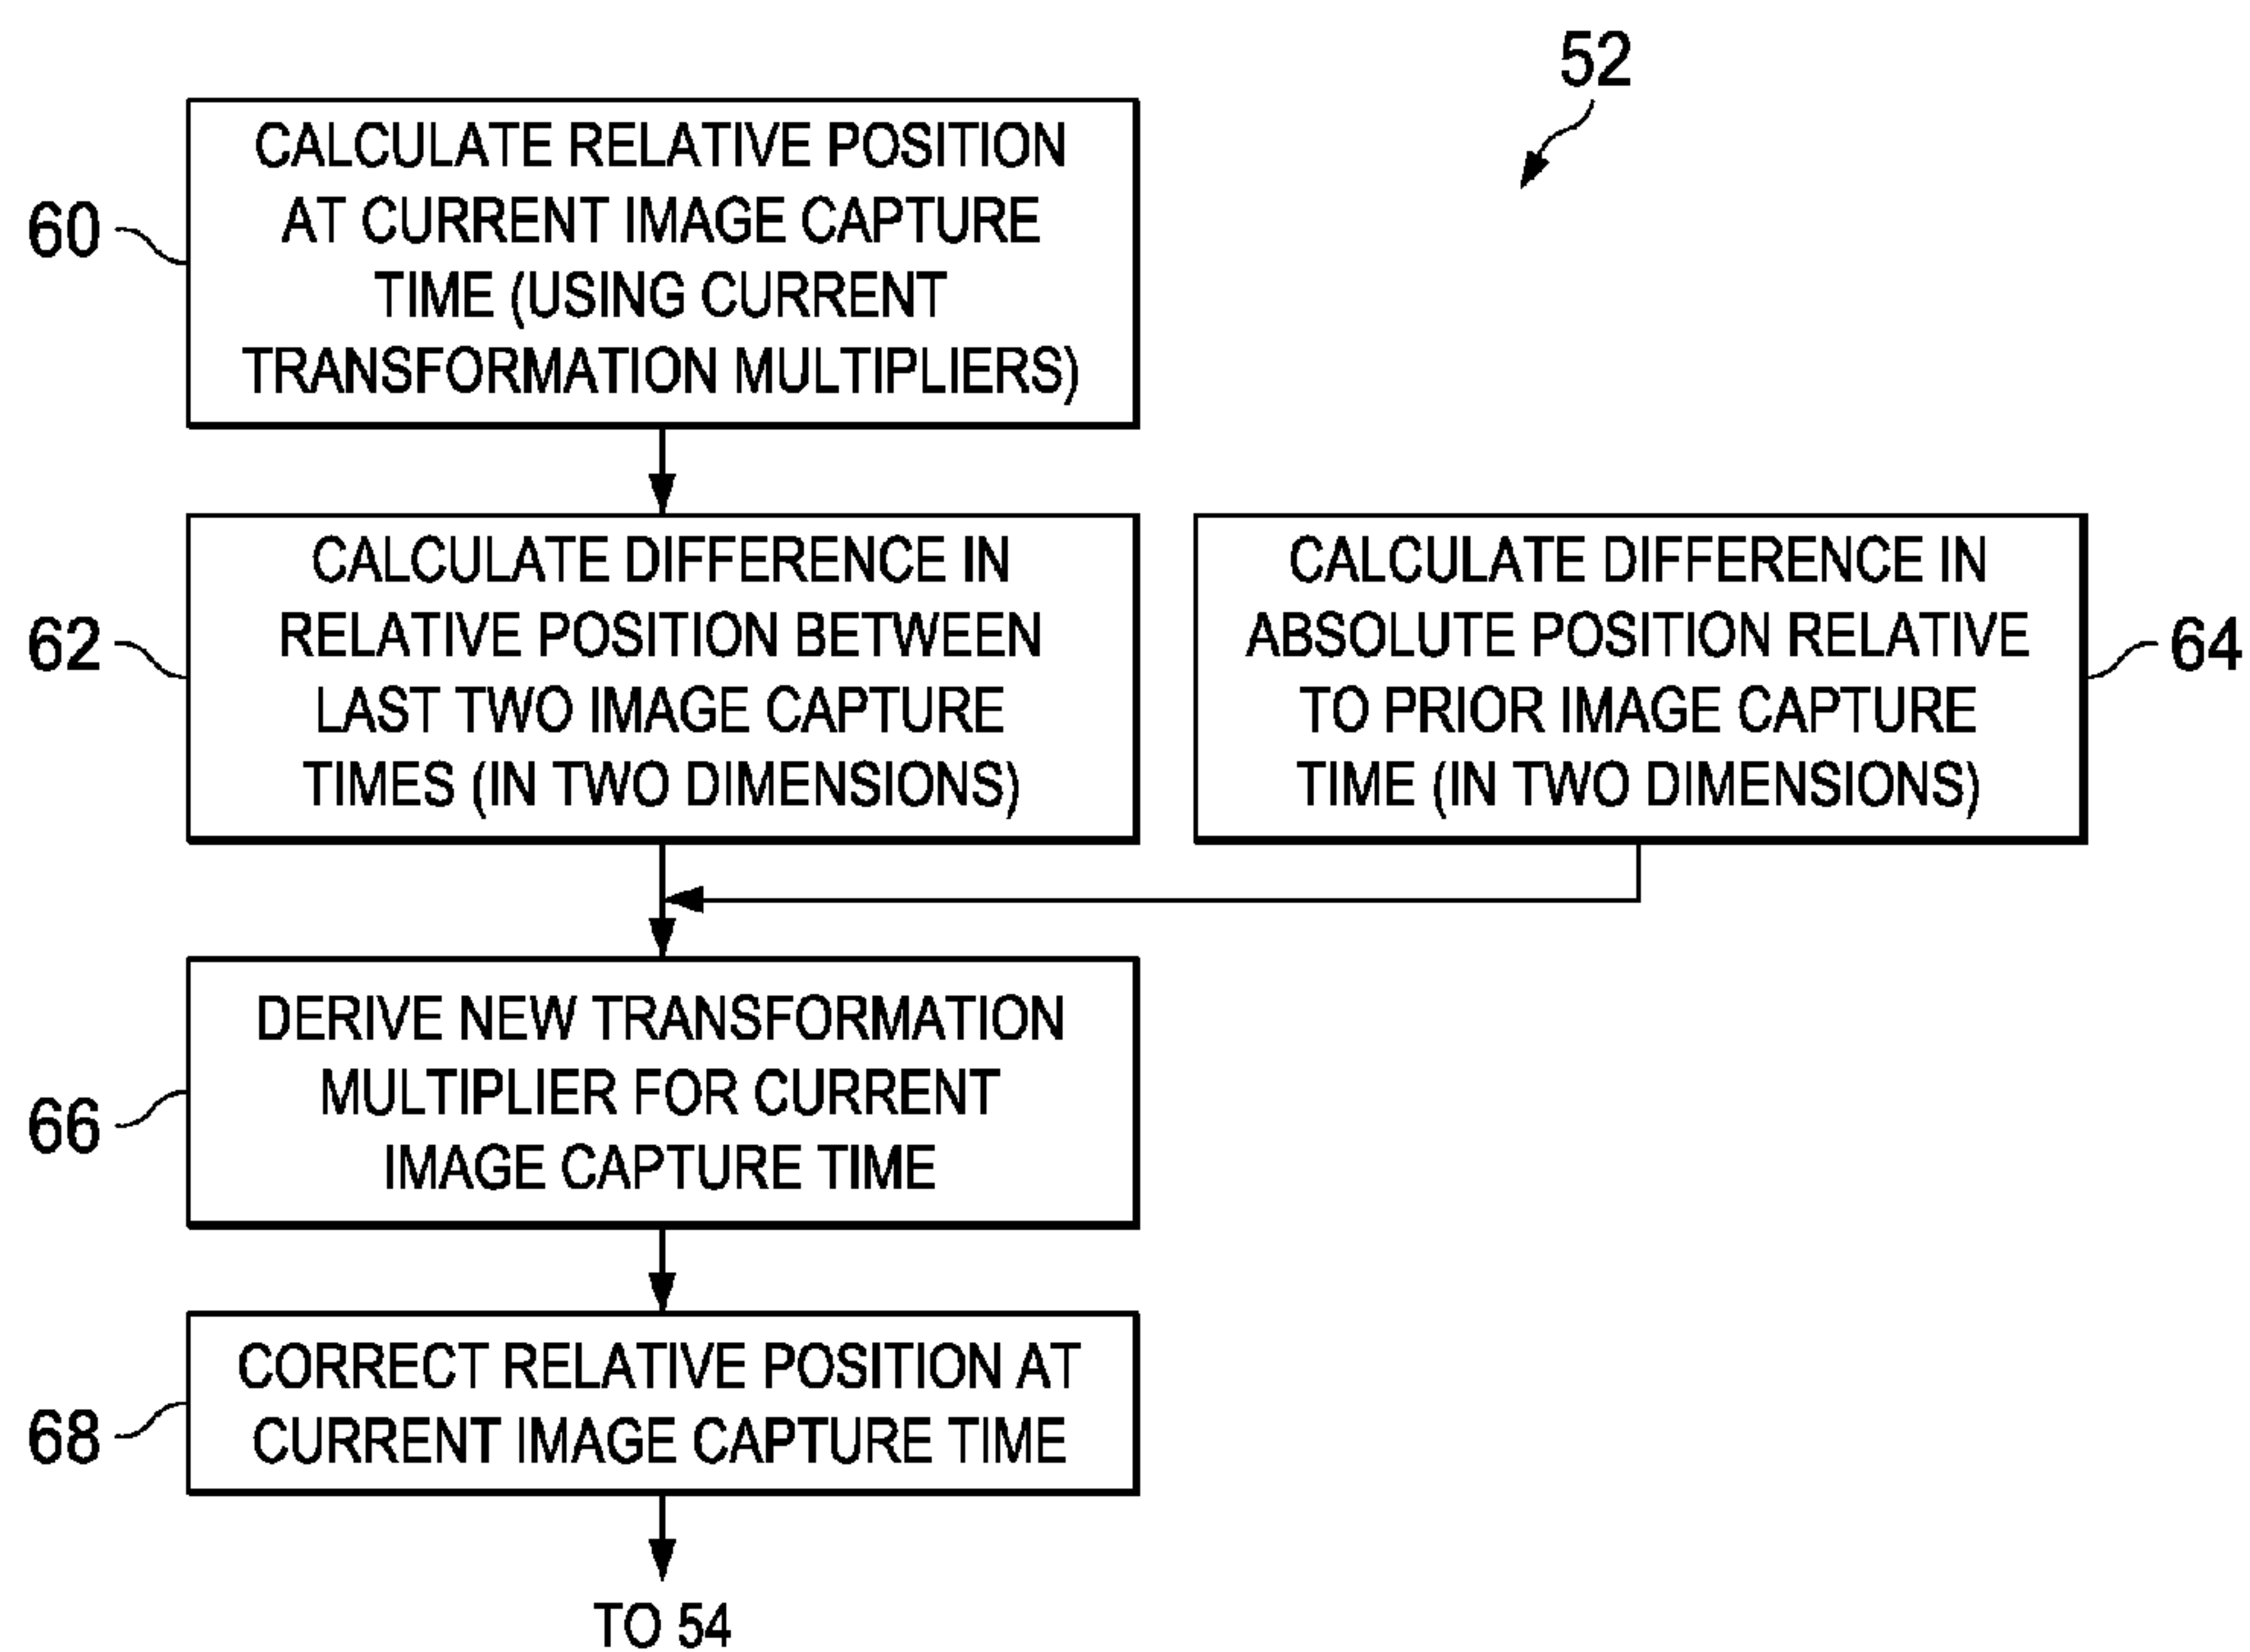 52
60
CALCULATE RELATIVE POSITION
AT CURRENT IMAGE CAPTURE
TIME (USING CURRENT
TRANSFORMATION MULTIPLIERS)
62
CALCULATE DIFFERENCE IN
RELATIVE POSITION BETWEEN
LAST TWO IMAGE CAPTURE
TIMES (IN TWO DIMENSIONS)
CALCULATE DIFFERENCE IN
ABSOLUTE POSITION RELATIVE
TO PRIOR IMAGE CAPTURE
TIME (IN TWO DIMENSIONS)
64
66
DERIVE NEW TRANSFORMATION
MULTIPLIER FOR CURRENT
IMAGE CAPTURE TIME
68
CORRECT RELATIVE POSITION AT
CURRENT IMAGE CAPTURE TIME
TO 54